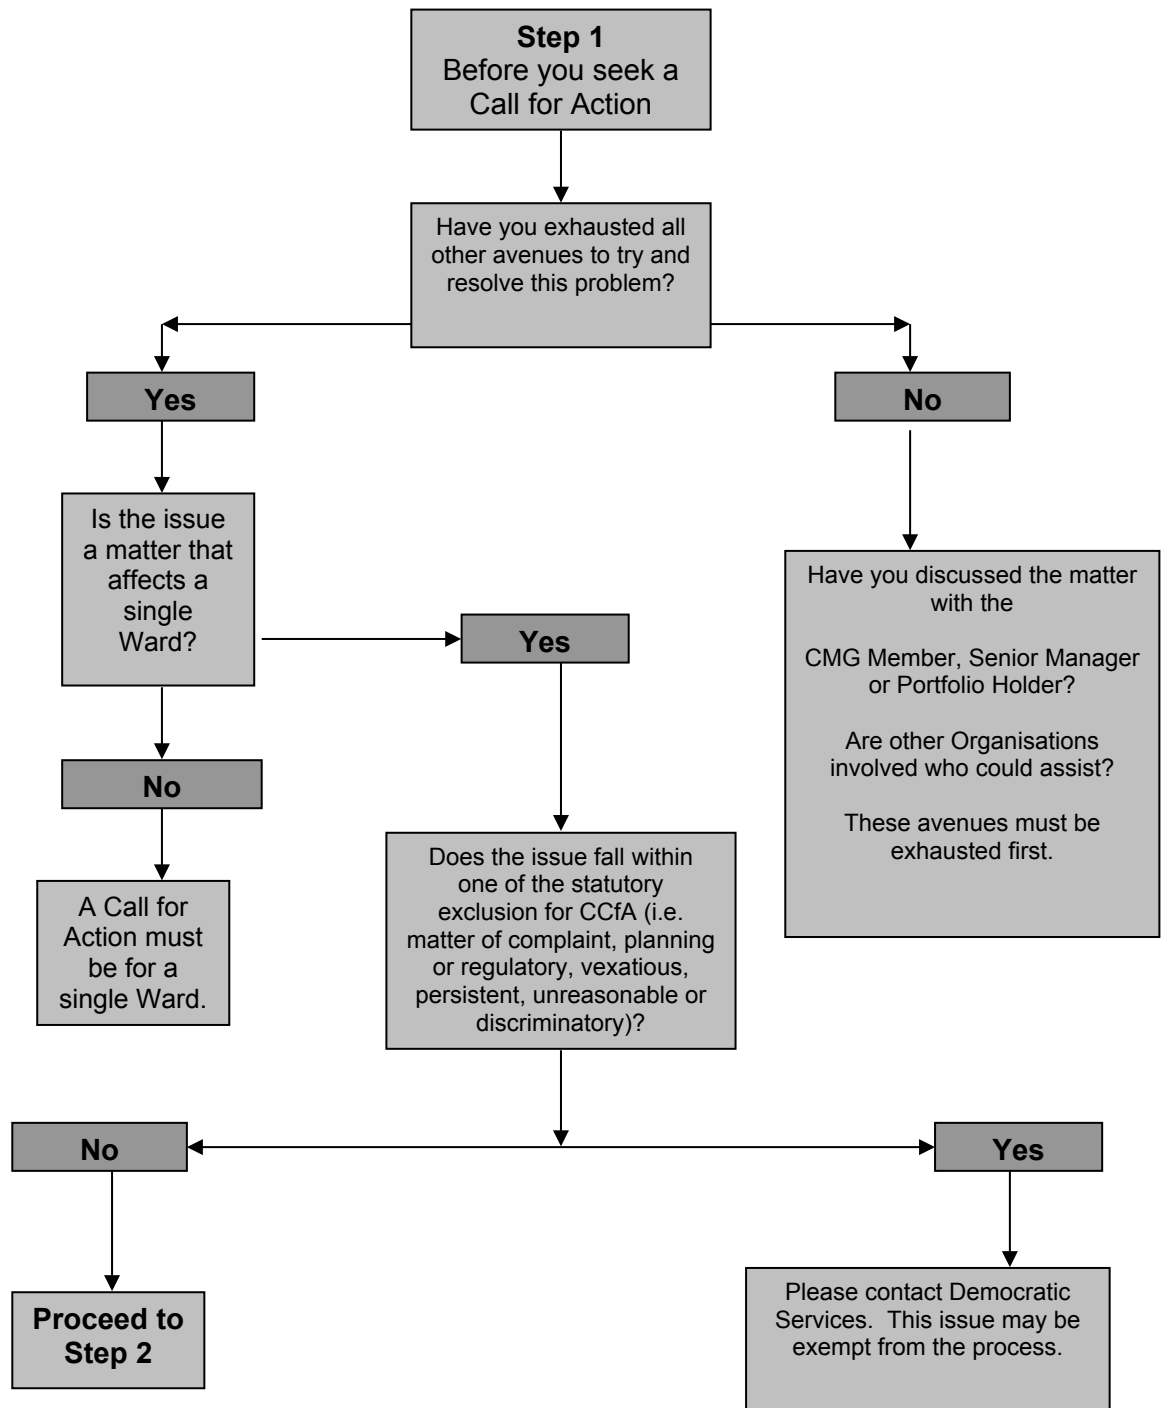 Step 1
Before you seek a
Call for Action
Have you exhausted all
other avenues to try and
resolve this problem?
Yes
No
Is the issue
a matter that
affects a
single
Ward?
Yes
Have you discussed the matter
with the
CMG Member, Senior Manager
or Portfolio Holder?
Are other Organisations
involved who could assist?
These avenues must be
exhausted first.
No
A Call for
Action must
be for a
single Ward.
Does the issue fall within
one of the statutory
exclusion for CCfA (i.e.
matter of complaint, planning
or regulatory, vexatious,
persistent, unreasonable or
discriminatory)?
No
Yes
Proceed to
Step 2
Please contact Democratic
Services.  This issue may be
exempt from the process.